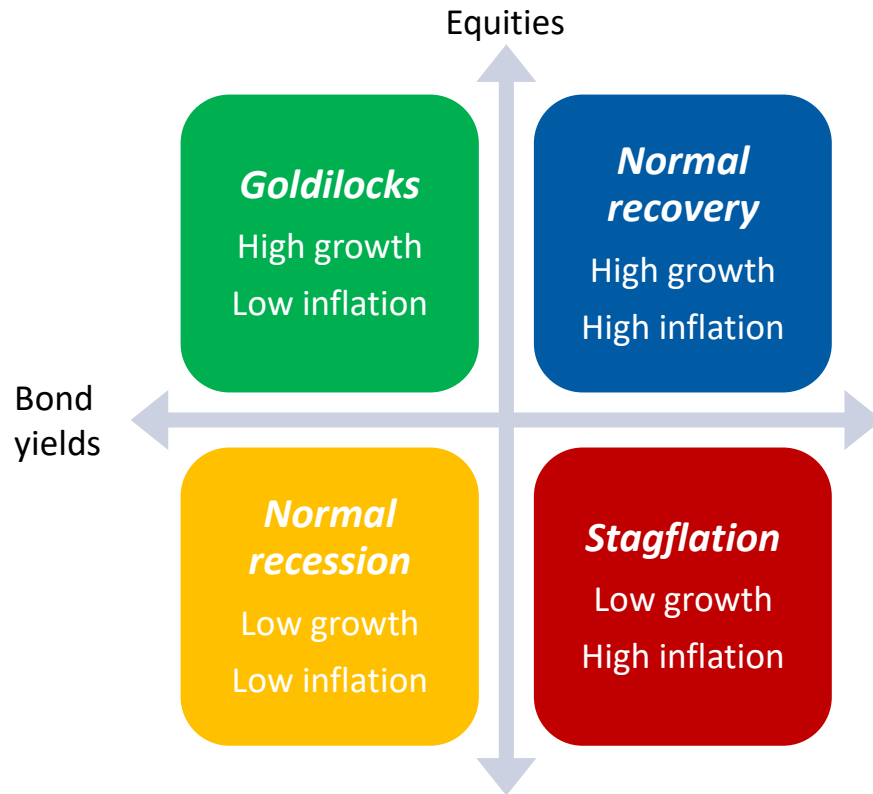 Equities
Goldilocks
High growth
Low inflation
Normal
recovery
High growth
High inflation
Bond
yields
Normal
recession
Low growth
Low inflation
Stagflation
Low growth
High inflation